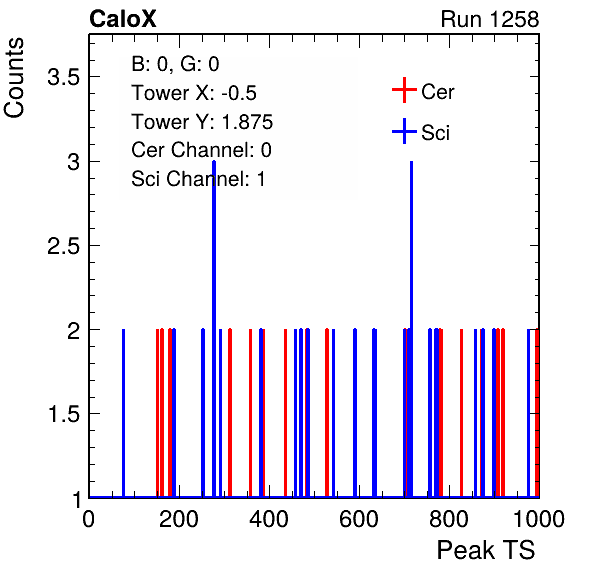 CaloX
Run 1258
Counts
B: 0, G: 0
Tower X: -0.5
Tower Y: 1.875
Cer Channel: 0
Sci Channel: 1
Cer
Sci
3.5
3
2.5
2
1.5
1
0 200 400 600 800 1000
Peak TS